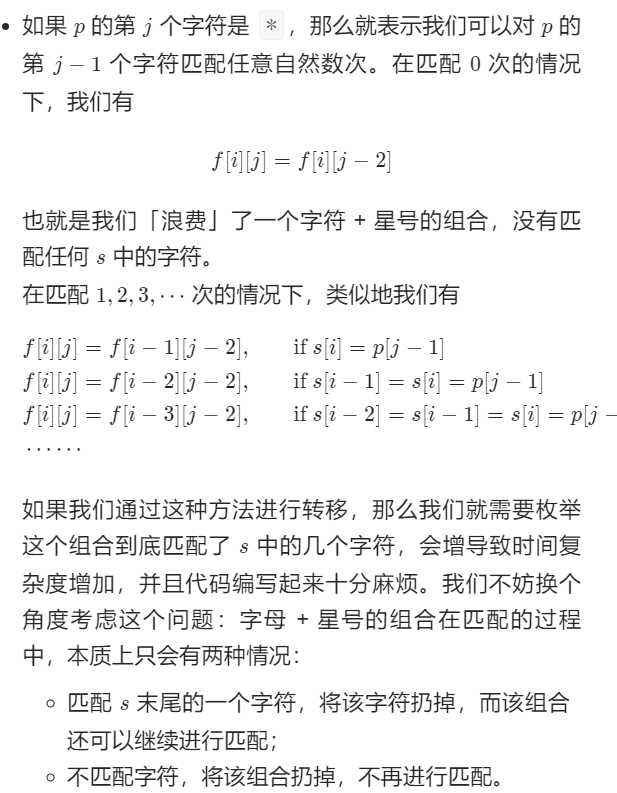 • 如果 p 的第 j 个字符是 * ，那么就表示我们可以对 p 的
第 j − 1 个字符匹配任意自然数次。在匹配 0 次的情况
下，我们有
f[i][j] = f[i][j − 2]
也就是我们「浪费」了一个字符 + 星号的组合，没有匹
配任何 s 中的字符。
在匹配 1, 2, 3, ⋯ 次的情况下，类似地我们有
f[i][j] = f[i − 1][j − 2], if s[i] = p[j − 1]
f[i][j] = f[i − 2][j − 2], if s[i − 1] = s[i] = p[j − 1]
f[i][j] = f[i − 3][j − 2], if s[i − 2] = s[i − 1] = s[i] = p[j −
⋯⋯
如果我们通过这种方法进行转移，那么我们就需要枚举
这个组合到底匹配了 s 中的几个字符，会增导致时间复
杂度增加，并且代码编写起来十分麻烦。我们不妨换个
角度考虑这个问题：字母 + 星号的组合在匹配的过程
中，本质上只会有两种情况：
◦ 匹配 s 末尾的一个字符，将该字符扔掉，而该组合
还可以继续进行匹配；
◦ 不匹配字符，将该组合扔掉，不再进行匹配。